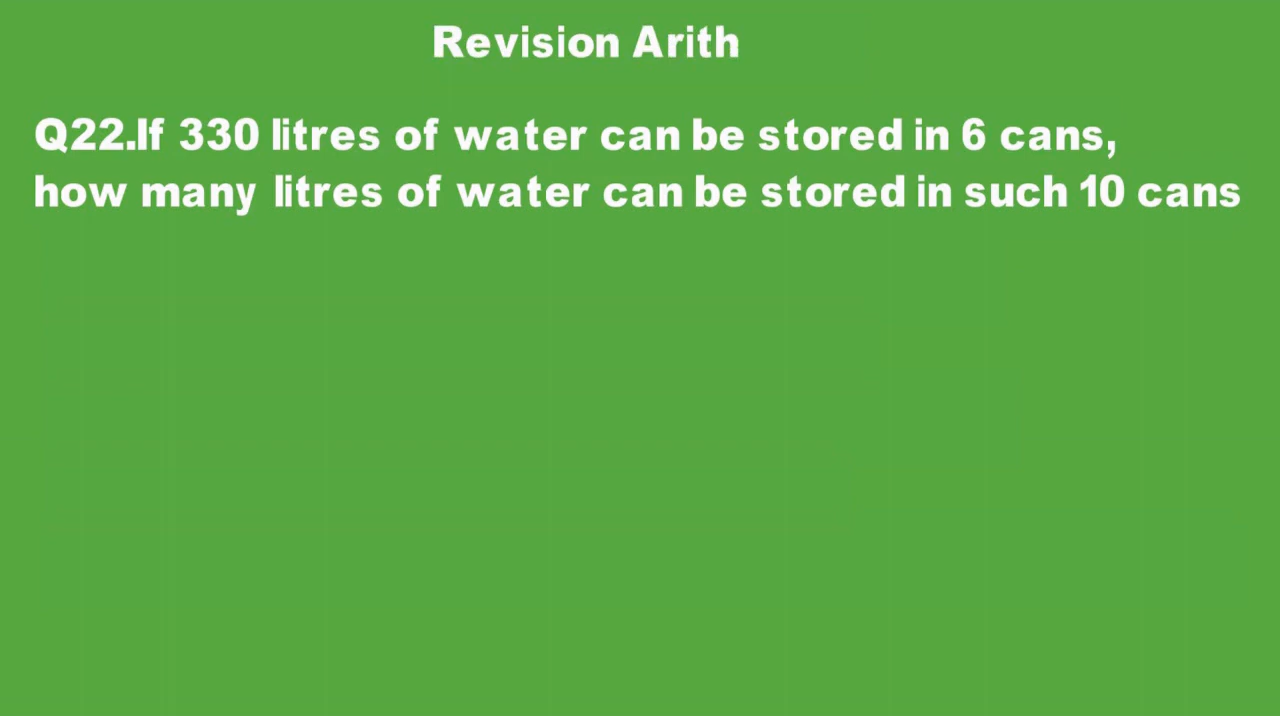 Revision Arith
Q22.If 330 litres of water can be stored in 6 cans,
how many litres of water can be stored in such 10 cans